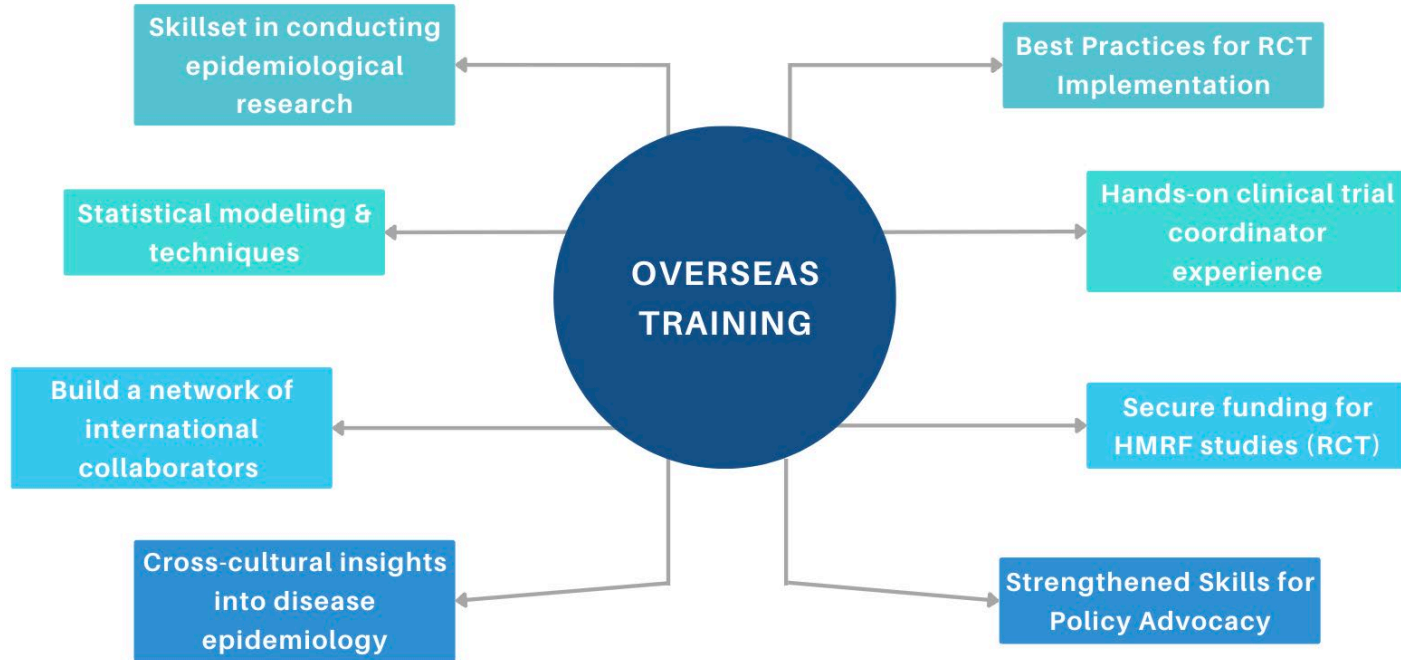 Skillset in conducting
epidemiological
research
Best Practices for RCT
Implementation
Statistical modeling &
techniques
Hands-on clinical trial
coordinator
experience
OVERSEAS
TRAINING
Build a network of
international
collaborators
Secure funding for
HMRF studies (RCT)
Cross-cultural insights
into disease
epidemiology
Strengthened Skills for
Policy Advocacy